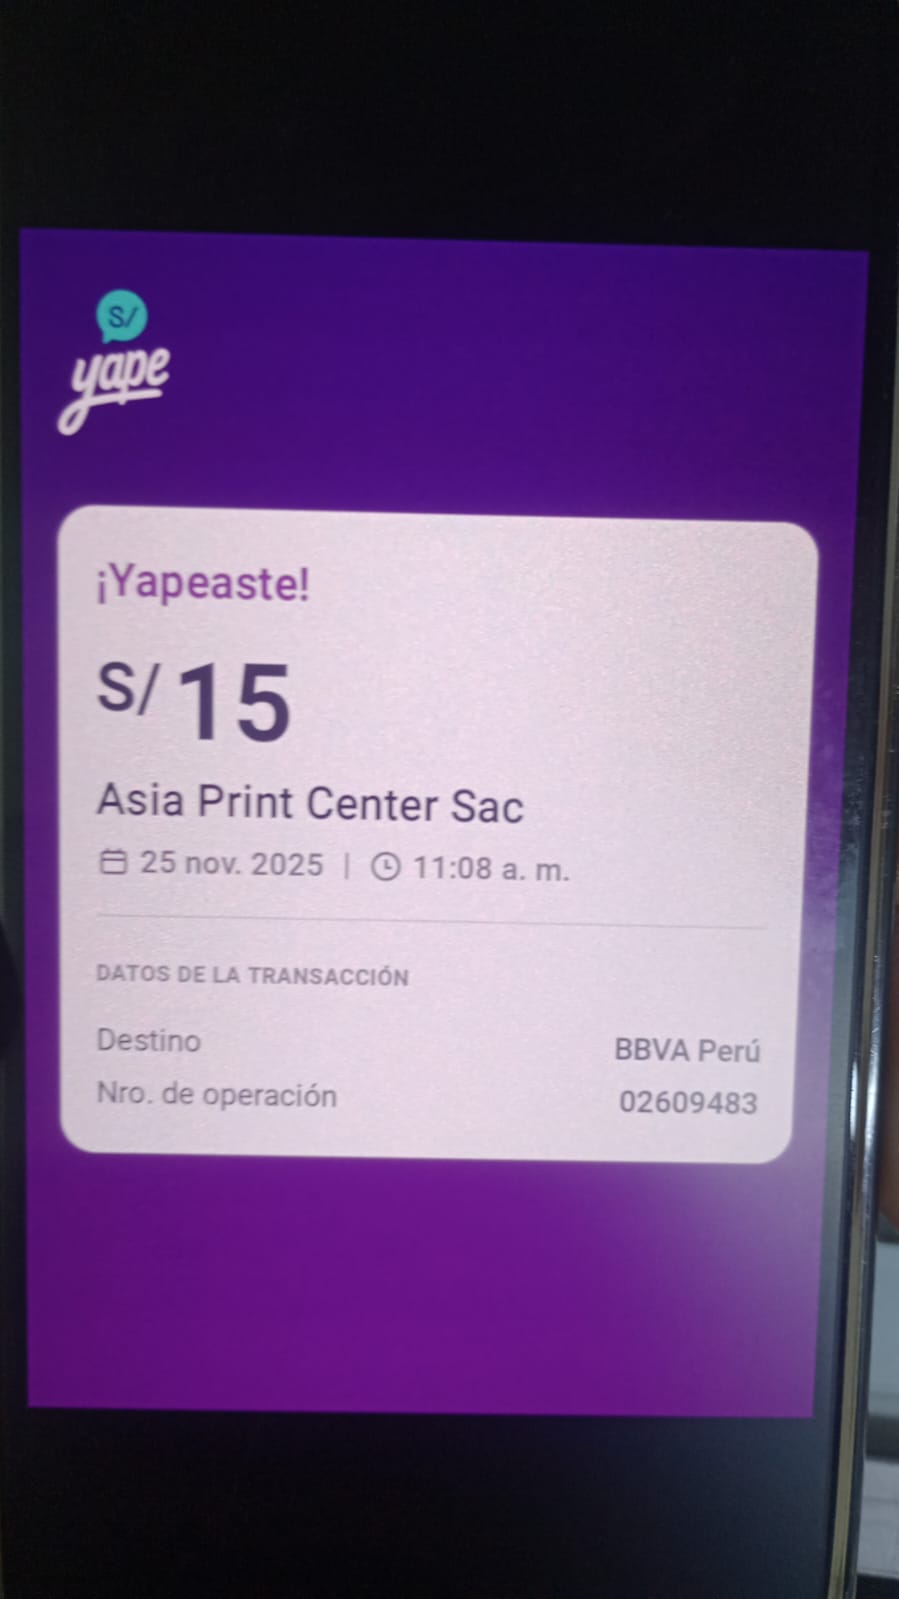 S/
yape
¡Yapeaste!
S/ 15
Asia Print Center Sac
25 nov. 2025 | 11:08 a. m.
DATOS DE LA TRANSACCIÓN
Destino BBVA Perú
Nro. de operación 02609483